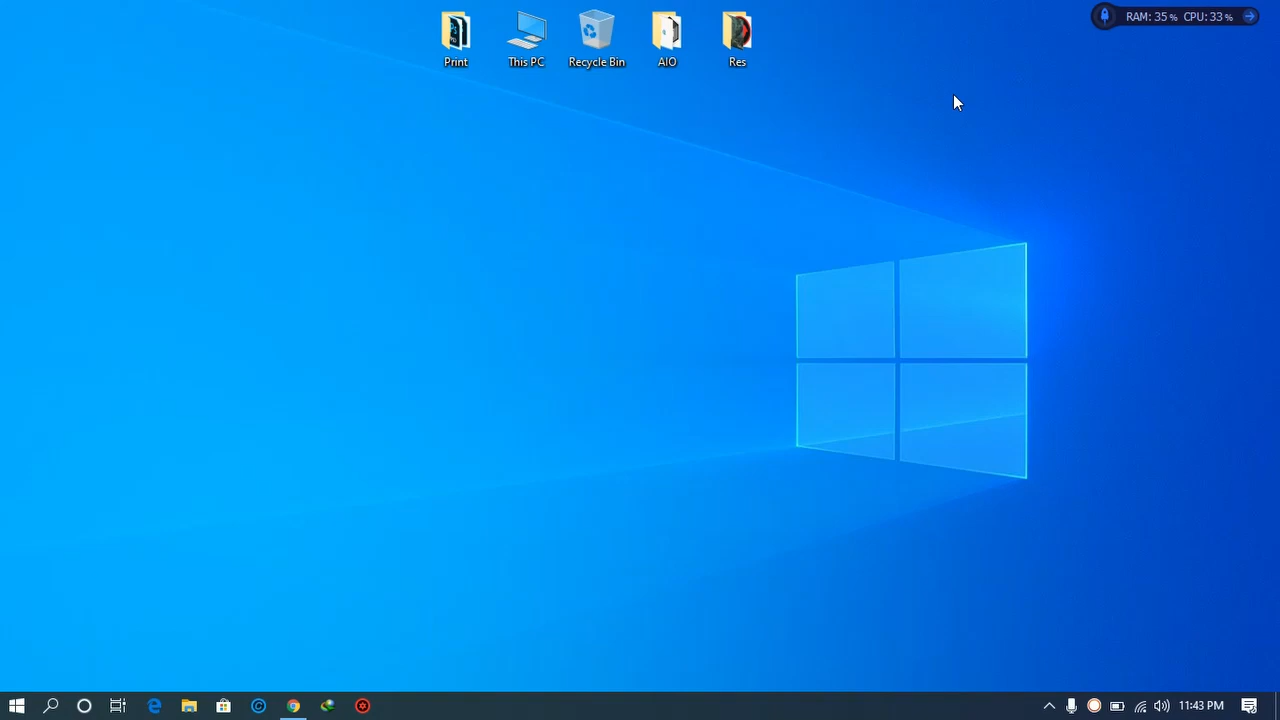 RAM: 35% CPU: 33%
Print
This PC
Recycle Bin
AIO
Res
11:43 PM